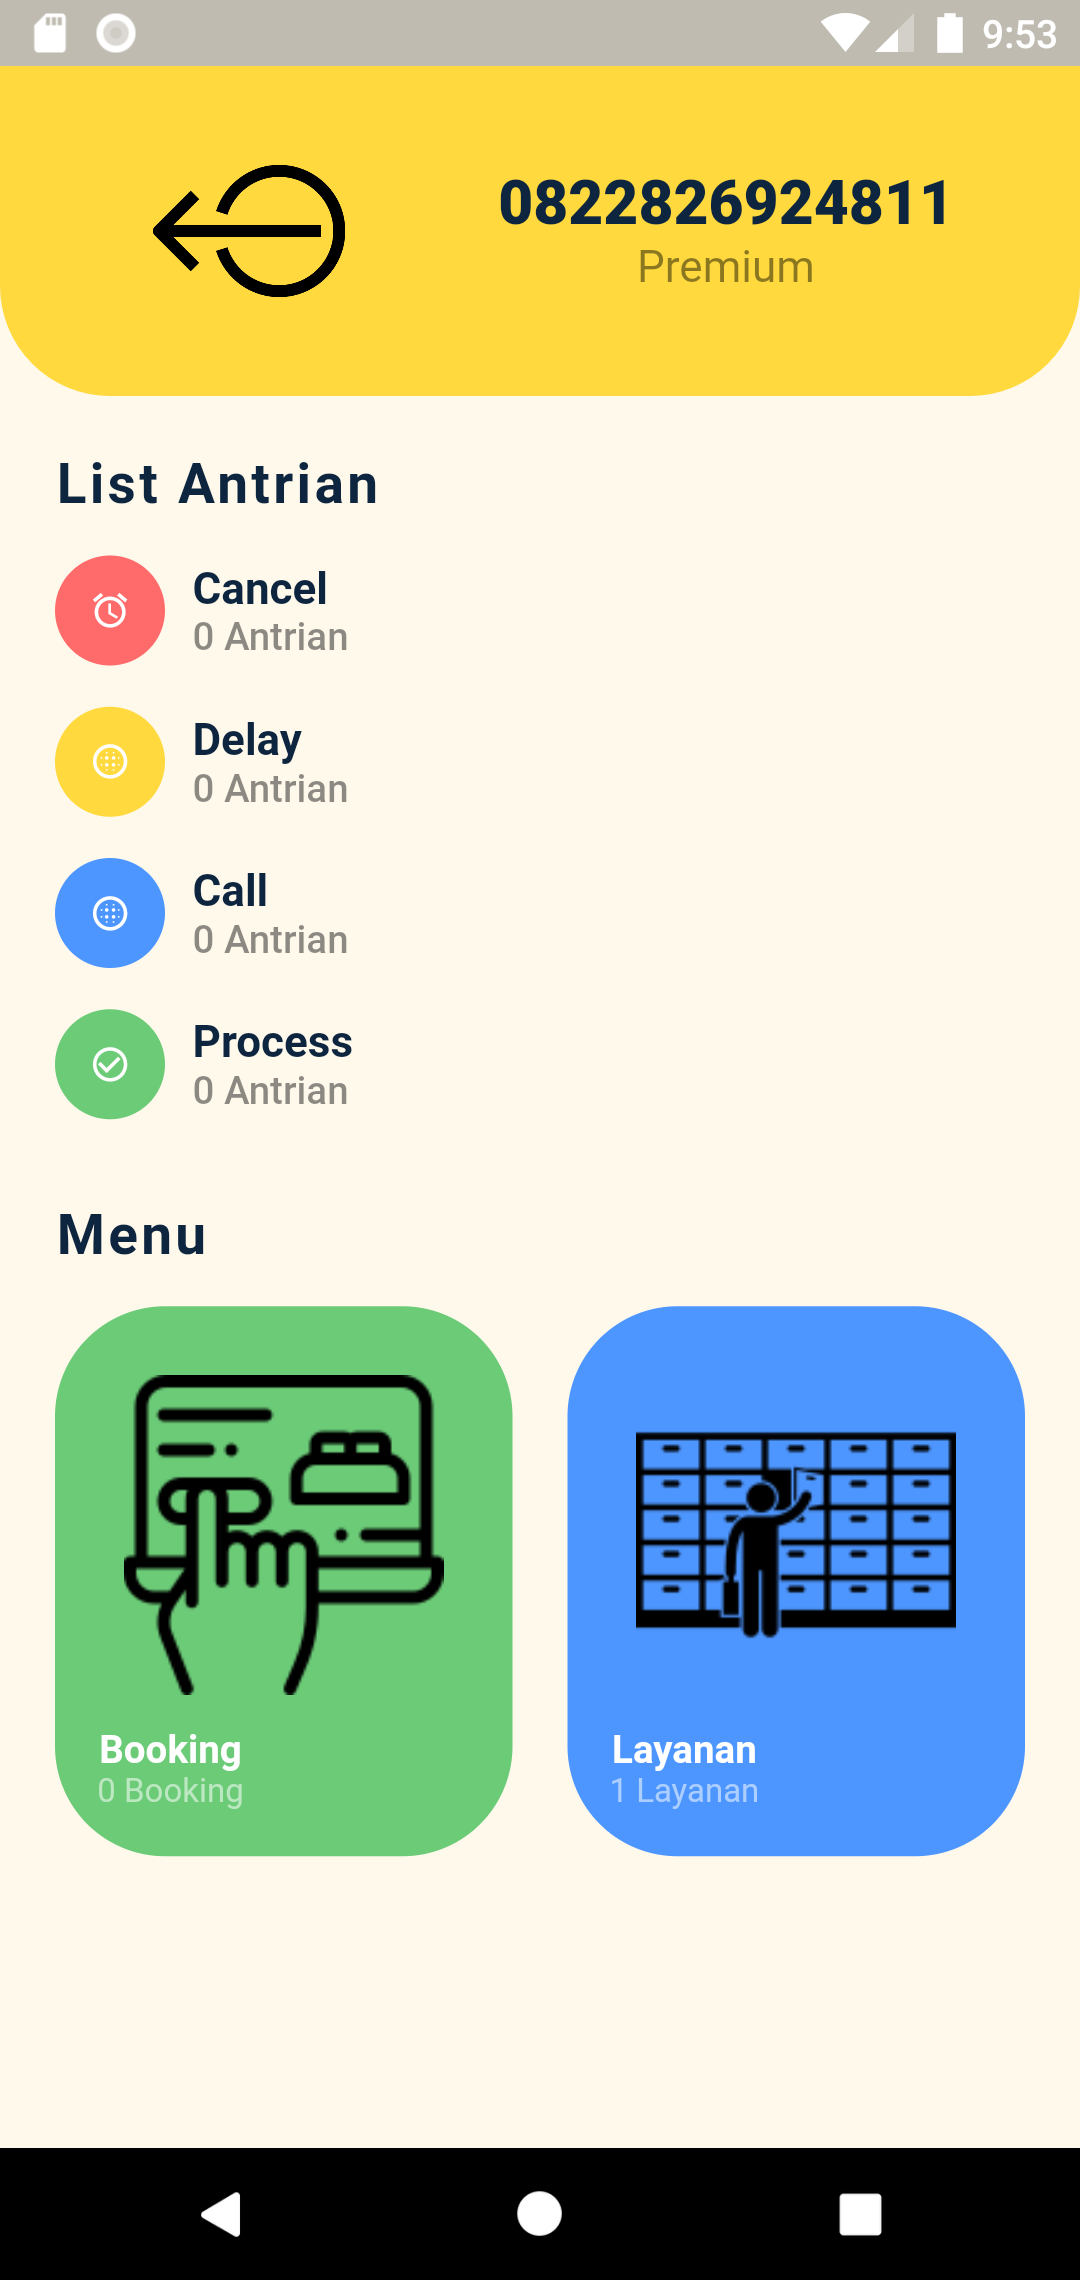 9:53
0822826924811
Premium
List Antrian
Cancel
0 Antrian
Delay
0 Antrian
Call
0 Antrian
Process
0 Antrian
Menu
Booking
0 Booking
Layanan
1 Layanan